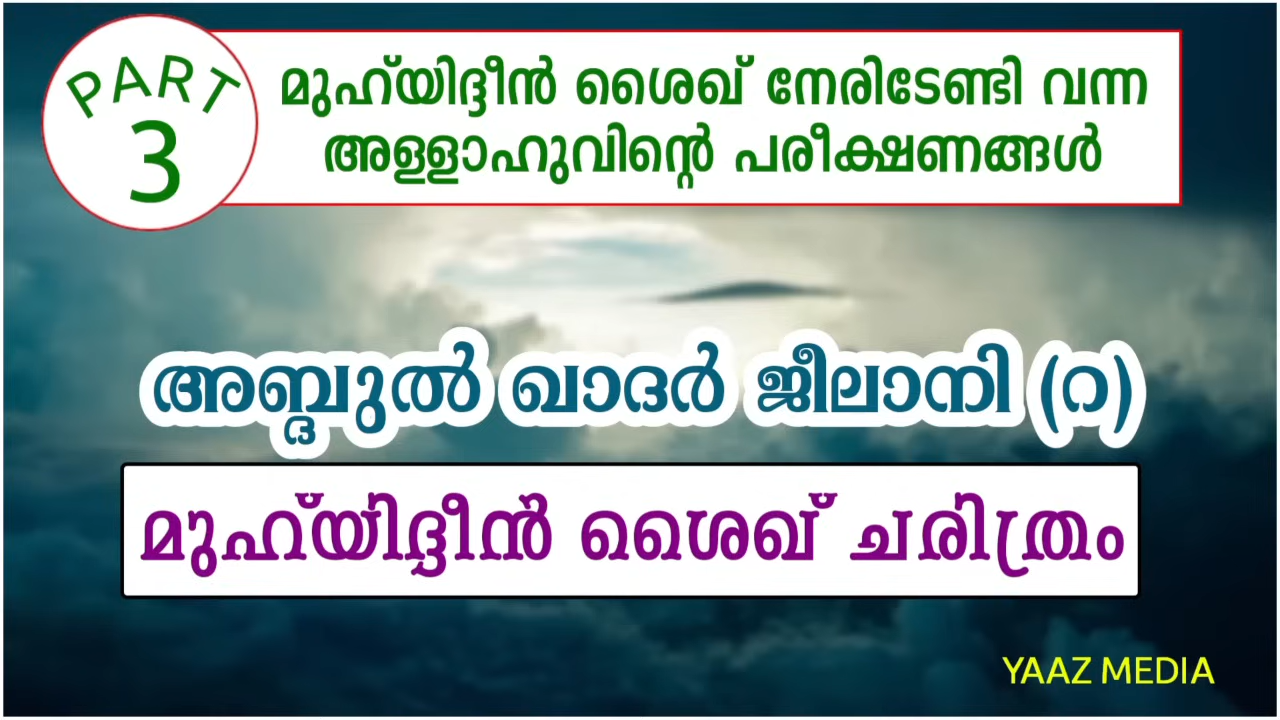 PART
3
മുഹ്‌യിദ്ദീൻ ശൈഖ് നേരിടേണ്ടി വന്ന
അള്ളാഹുവിന്റെ പരീക്ഷണങ്ങൾ
അബ്ദുൽ ഖാദർ ജീലാനി (റ)
മുഹ്‌യിദ്ദീൻ ശൈഖ് ചരിത്രം
YAAZ MEDIA